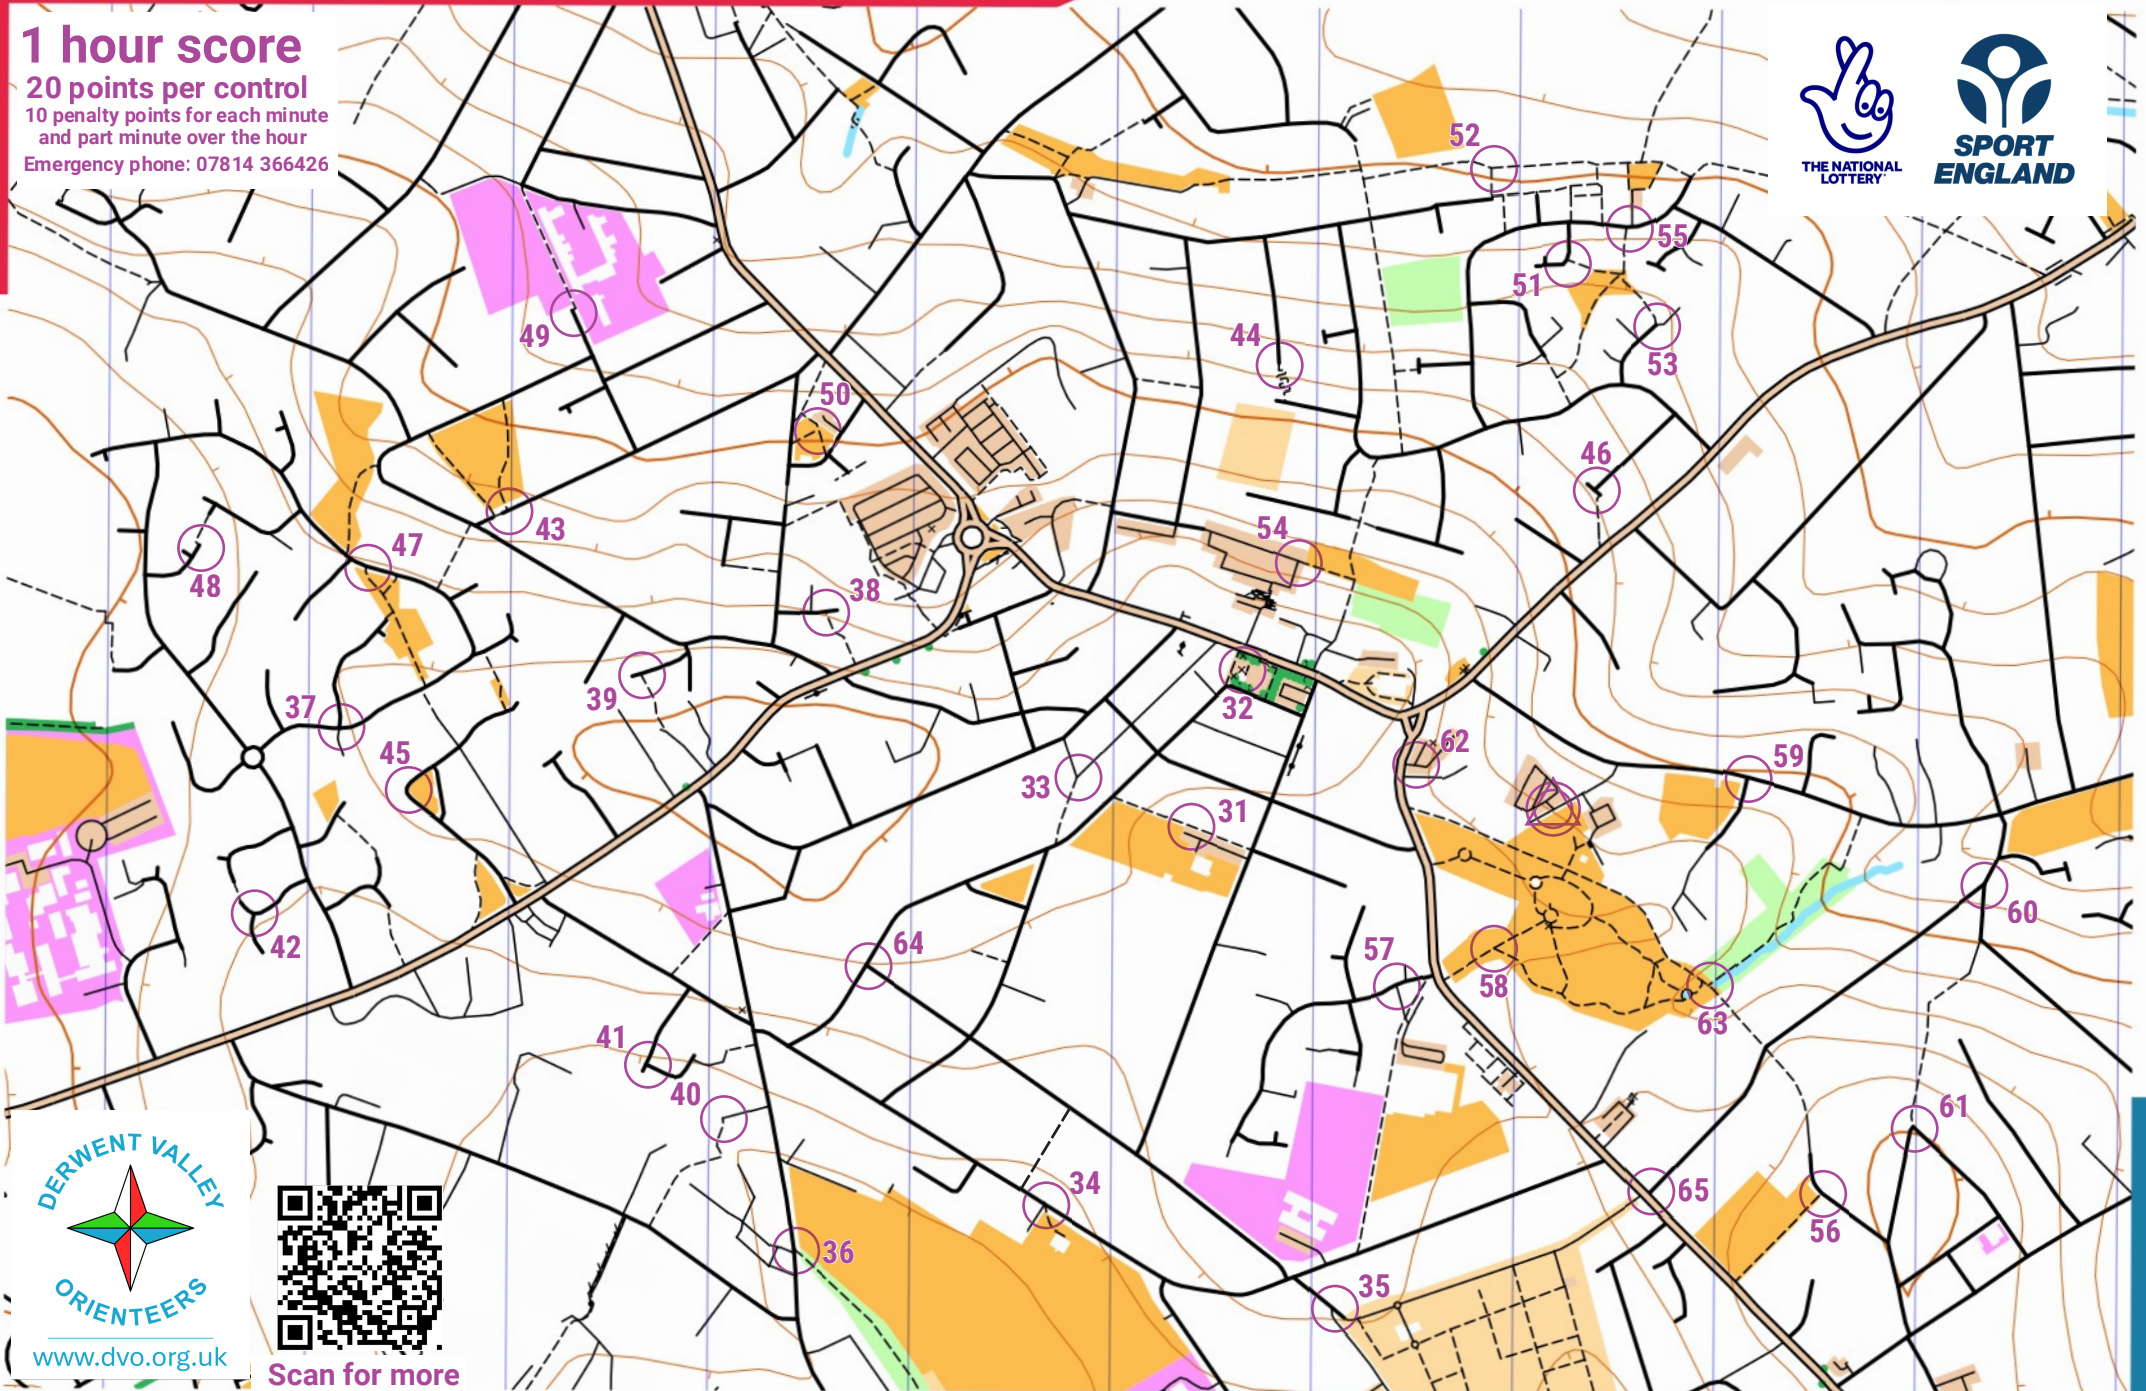 1 hour score
20 points per control
10 penalty points for each minute
and part minute over the hour
Emergency phone: 07814 366426
THE NATIONAL
LOTTERY
SPORT
ENGLAND
52
55
51
49
44
53
50
46
43
54
47
48
38
39
32
37
62
45
59
33
31
60
42
64
57
58
63
41
40
61
34
65
56
36
35
DERWENT VALLEY
ORIENTEERS
www.dvo.org.uk
Scan for more